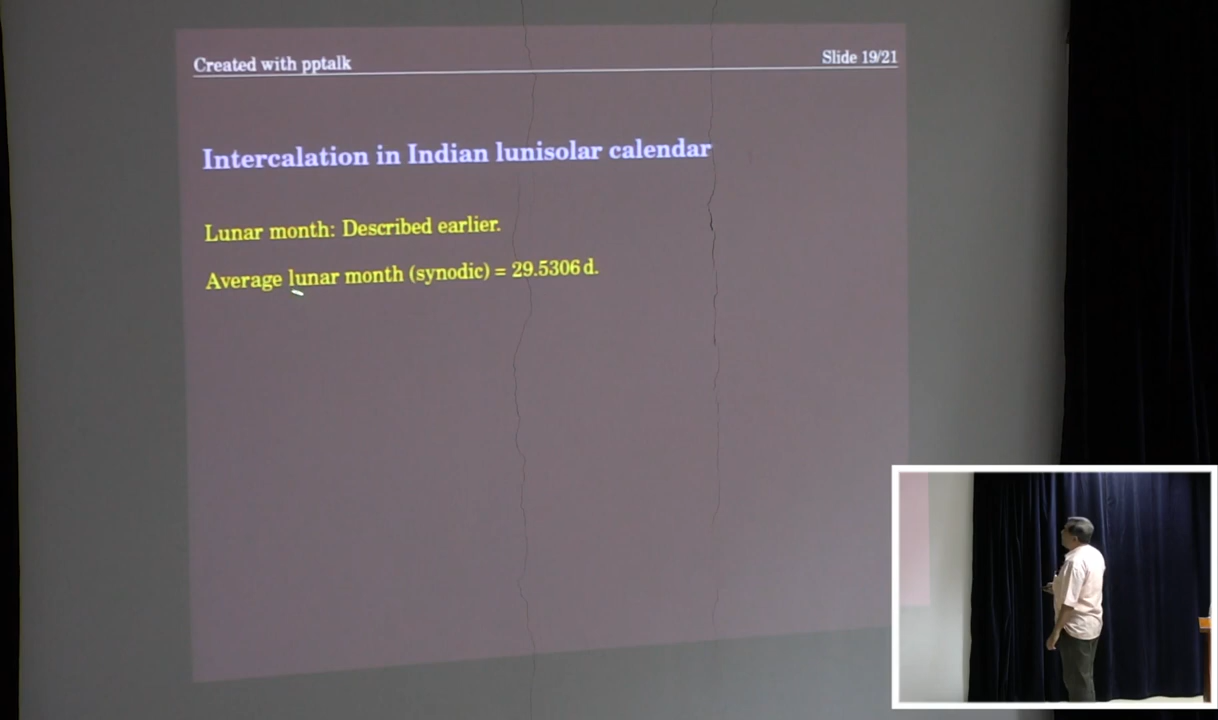 Created with pptalk
Slide 19/21
Intercalation in Indian lunisolar calendar
Lunar month: Described earlier.
Average lunar month (synodic) = 29.5306 d.